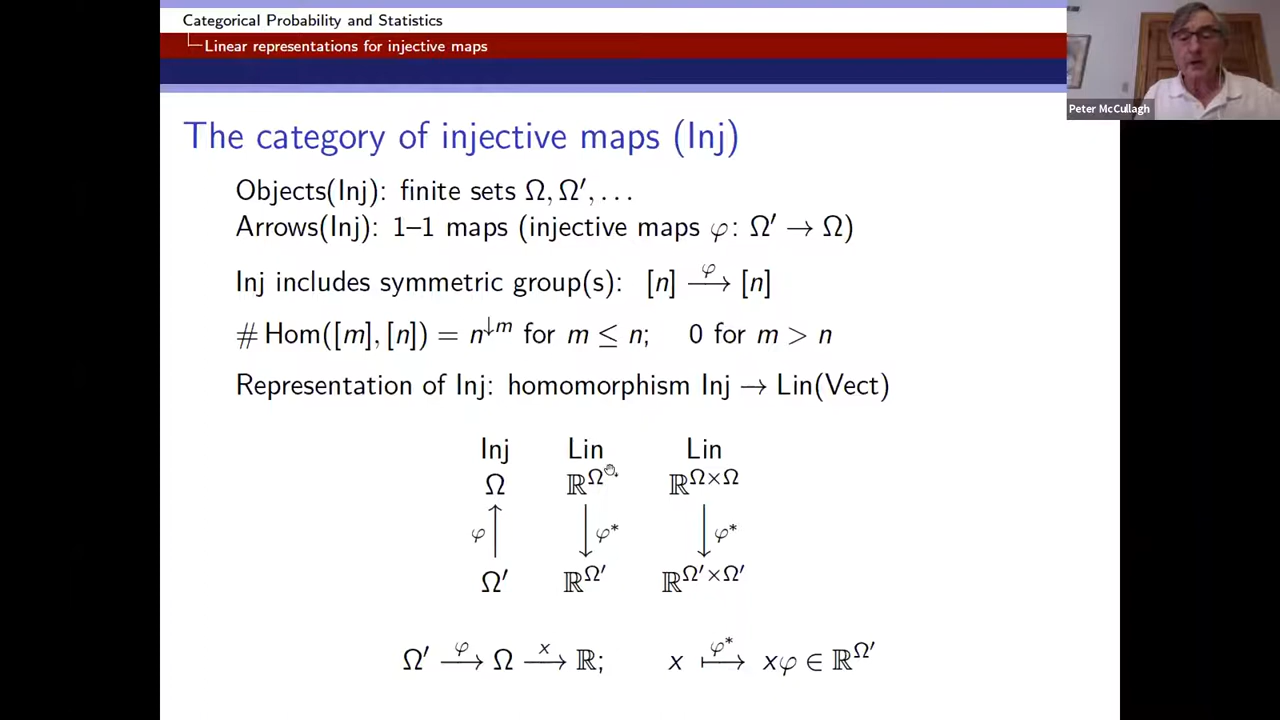 Categorical Probability and Statistics
Linear representations for injective maps
Peter McCullagh
The category of injective maps (Inj)
Objects(Inj): finite sets Ω, Ω′, . . .
Arrows(Inj): 1–1 maps (injective maps φ: Ω′ → Ω)
Inj includes symmetric group(s): [n] —φ→ [n]
# Hom([m], [n]) = n^{↓m} for m ≤ n; 0 for m > n
Representation of Inj: homomorphism Inj → Lin(Vect)
Inj Lin Lin
Ω ℝ^Ω ℝ^{Ω×Ω}
φ ↑ ↓ φ* ↓ φ*
Ω′ ℝ^{Ω′} ℝ^{Ω′×Ω′}
Ω′ —φ→ Ω —x→ ℝ; x ↦^{φ*} xφ ∈ ℝ^{Ω′}